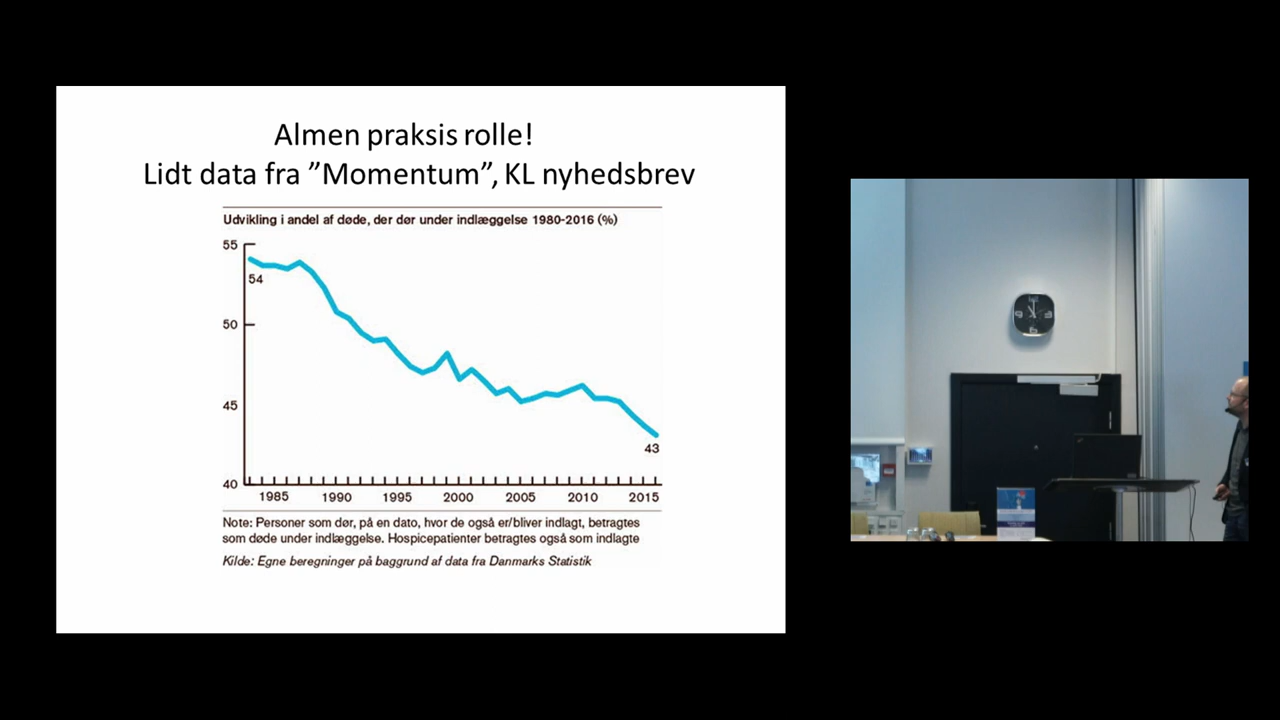 Almen praksis rolle!
Lidt data fra ”Momentum”, KL nyhedsbrev
Udvikling i andel af døde, der dør under indlæggelse 1980-2016 (%)
55
54
50
45
43
40
1985 1990 1995 2000 2005 2010 2015
Note: Personer som dør, på en dato, hvor de også er/bliver indlagt, betragtes
som døde under indlæggelse. Hospicepatienter betragtes også som indlagte
Kilde: Egne beregninger på baggrund af data fra Danmarks Statistik